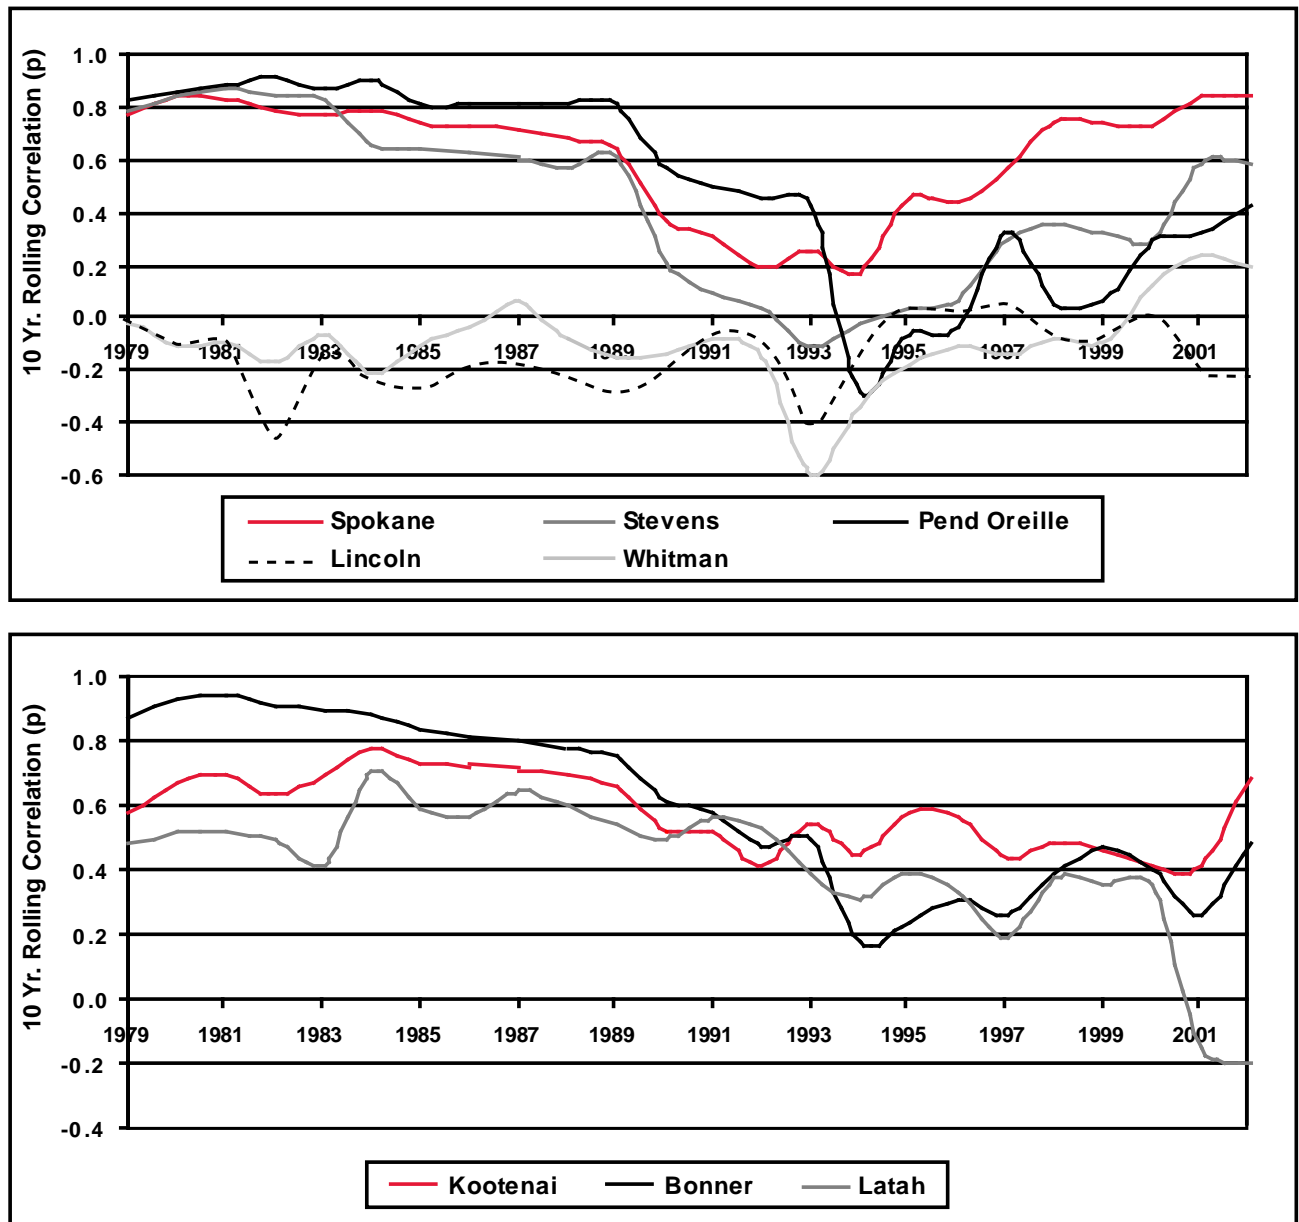 10 Yr. Rolling Correlation (p)
1.0
0.8
0.6
0.4
0.2
0.0
-0.2
-0.4
-0.6
1979 1981 1983 1985 1987 1989 1991 1993 1995 1997 1999 2001
Spokane Stevens Pend Oreille
Lincoln Whitman
10 Yr. Rolling Correlation (p)
1.0
0.8
0.6
0.4
0.2
0.0
-0.2
-0.4
1979 1981 1983 1985 1987 1989 1991 1993 1995 1997 1999 2001
Kootenai Bonner Latah